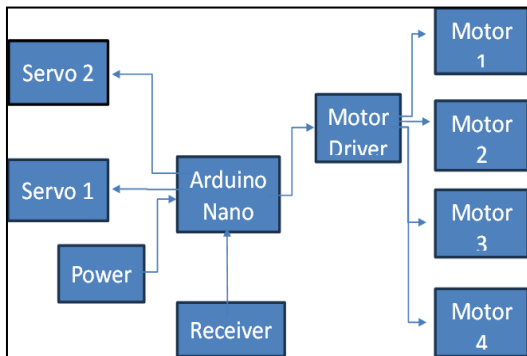 Servo 2
Servo 1
Power
Arduino
Nano
Receiver
Motor
Driver
Motor
1
Motor
2
Motor
3
Motor
4